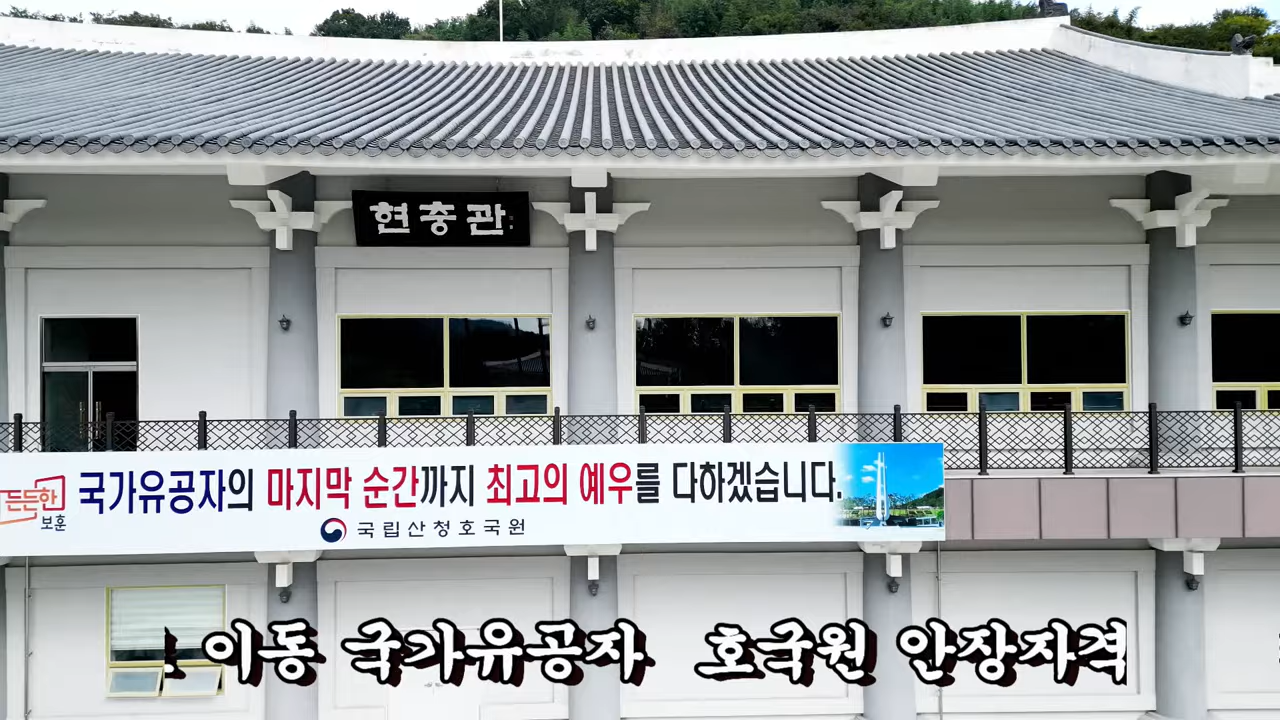 현충관
든든한
보훈
국가유공자의 마지막 순간까지 최고의 예우를 다하겠습니다.
국립산청호국원
이동 국가유공자 호국원 안장자격